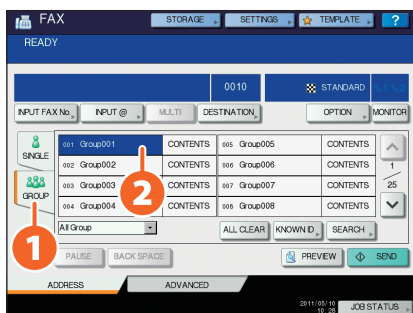 FAX STORAGE SETTINGS TEMPLATE ?
READY
0010 STANDARD
INPUT FAX No. INPUT @ MULTI DESTINATION OPTION MONITOR
SINGLE
GROUP
001 Group001 CONTENTS 005 Group005 CONTENTS
002 Group002 CONTENTS 006 Group006 CONTENTS
003 Group003 CONTENTS 007 Group007 CONTENTS
004 Group004 CONTENTS 008 Group008 CONTENTS
1
25
1
2
All Group ALL CLEAR KNOWN ID SEARCH
PAUSE BACK SPACE PREVIEW SEND
ADDRESS ADVANCED
2011/05/10
10:28 JOB STATUS